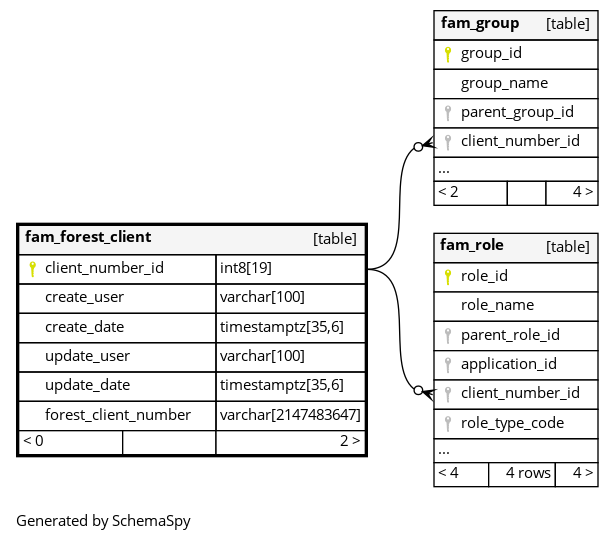 fam_group [table]
group_id
group_name
parent_group_id
client_number_id
...
< 2 4 >
fam_forest_client [table]
client_number_id int8[19]
create_user varchar[100]
create_date timestamptz[35,6]
update_user varchar[100]
update_date timestamptz[35,6]
forest_client_number varchar[2147483647]
< 0 2 >
fam_role [table]
role_id
role_name
parent_role_id
application_id
client_number_id
role_type_code
...
< 4 4 rows 4 >
Generated by SchemaSpy